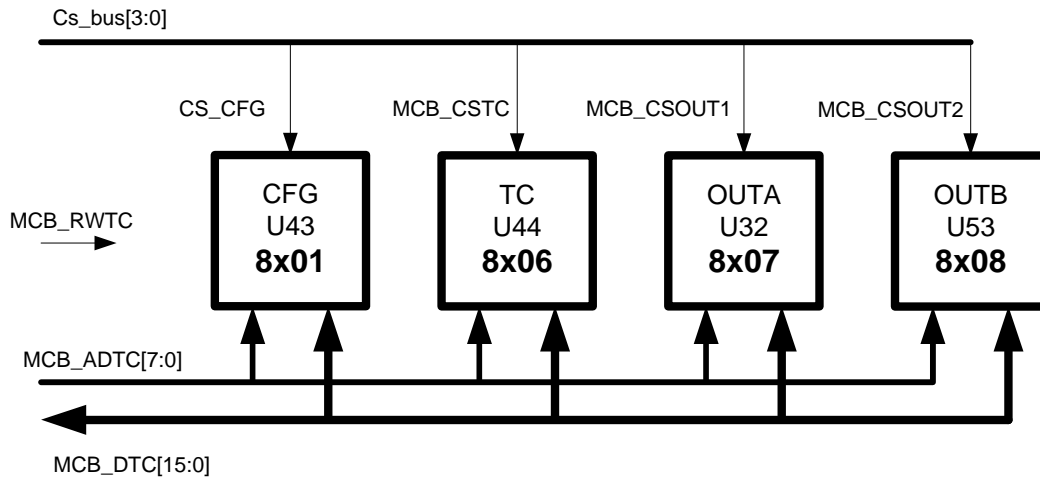 Cs_bus[3:0]
CS_CFG
MCB_CSTC
MCB_CSOUT1
MCB_CSOUT2
MCB_RWTC
CFG
U43
8x01
TC
U44
8x06
OUTA
U32
8x07
OUTB
U53
8x08
MCB_ADTC[7:0]
MCB_DTC[15:0]